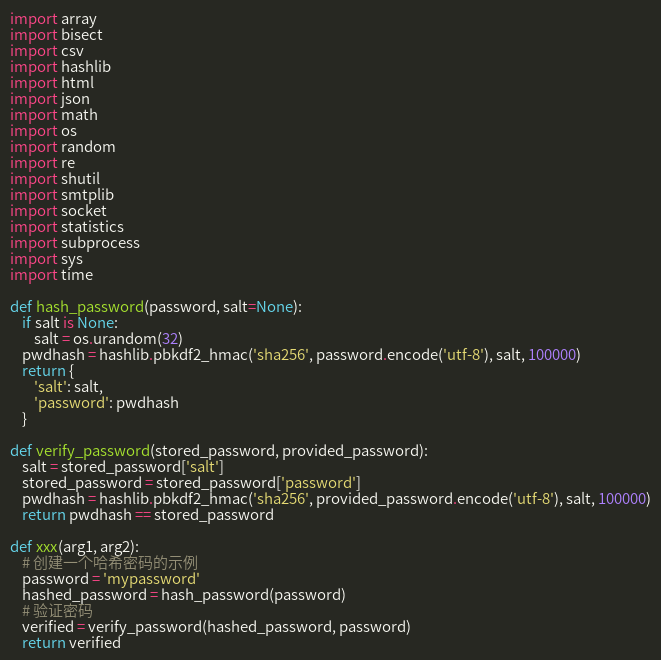 import array
import bisect
import csv
import hashlib
import html
import json
import math
import os
import random
import re
import shutil
import smtplib
import socket
import statistics
import subprocess
import sys
import time

def hash_password(password, salt=None):
    if salt is None:
        salt = os.urandom(32)
    pwdhash = hashlib.pbkdf2_hmac('sha256', password.encode('utf-8'), salt, 100000)
    return {
        'salt': salt,
        'password': pwdhash
    }

def verify_password(stored_password, provided_password):
    salt = stored_password['salt']
    stored_password = stored_password['password']
    pwdhash = hashlib.pbkdf2_hmac('sha256', provided_password.encode('utf-8'), salt, 100000)
    return pwdhash == stored_password

def xxx(arg1, arg2):
    # 创建一个哈希密码的示例
    password = 'mypassword'
    hashed_password = hash_password(password)
    # 验证密码
    verified = verify_password(hashed_password, password)
    return verified